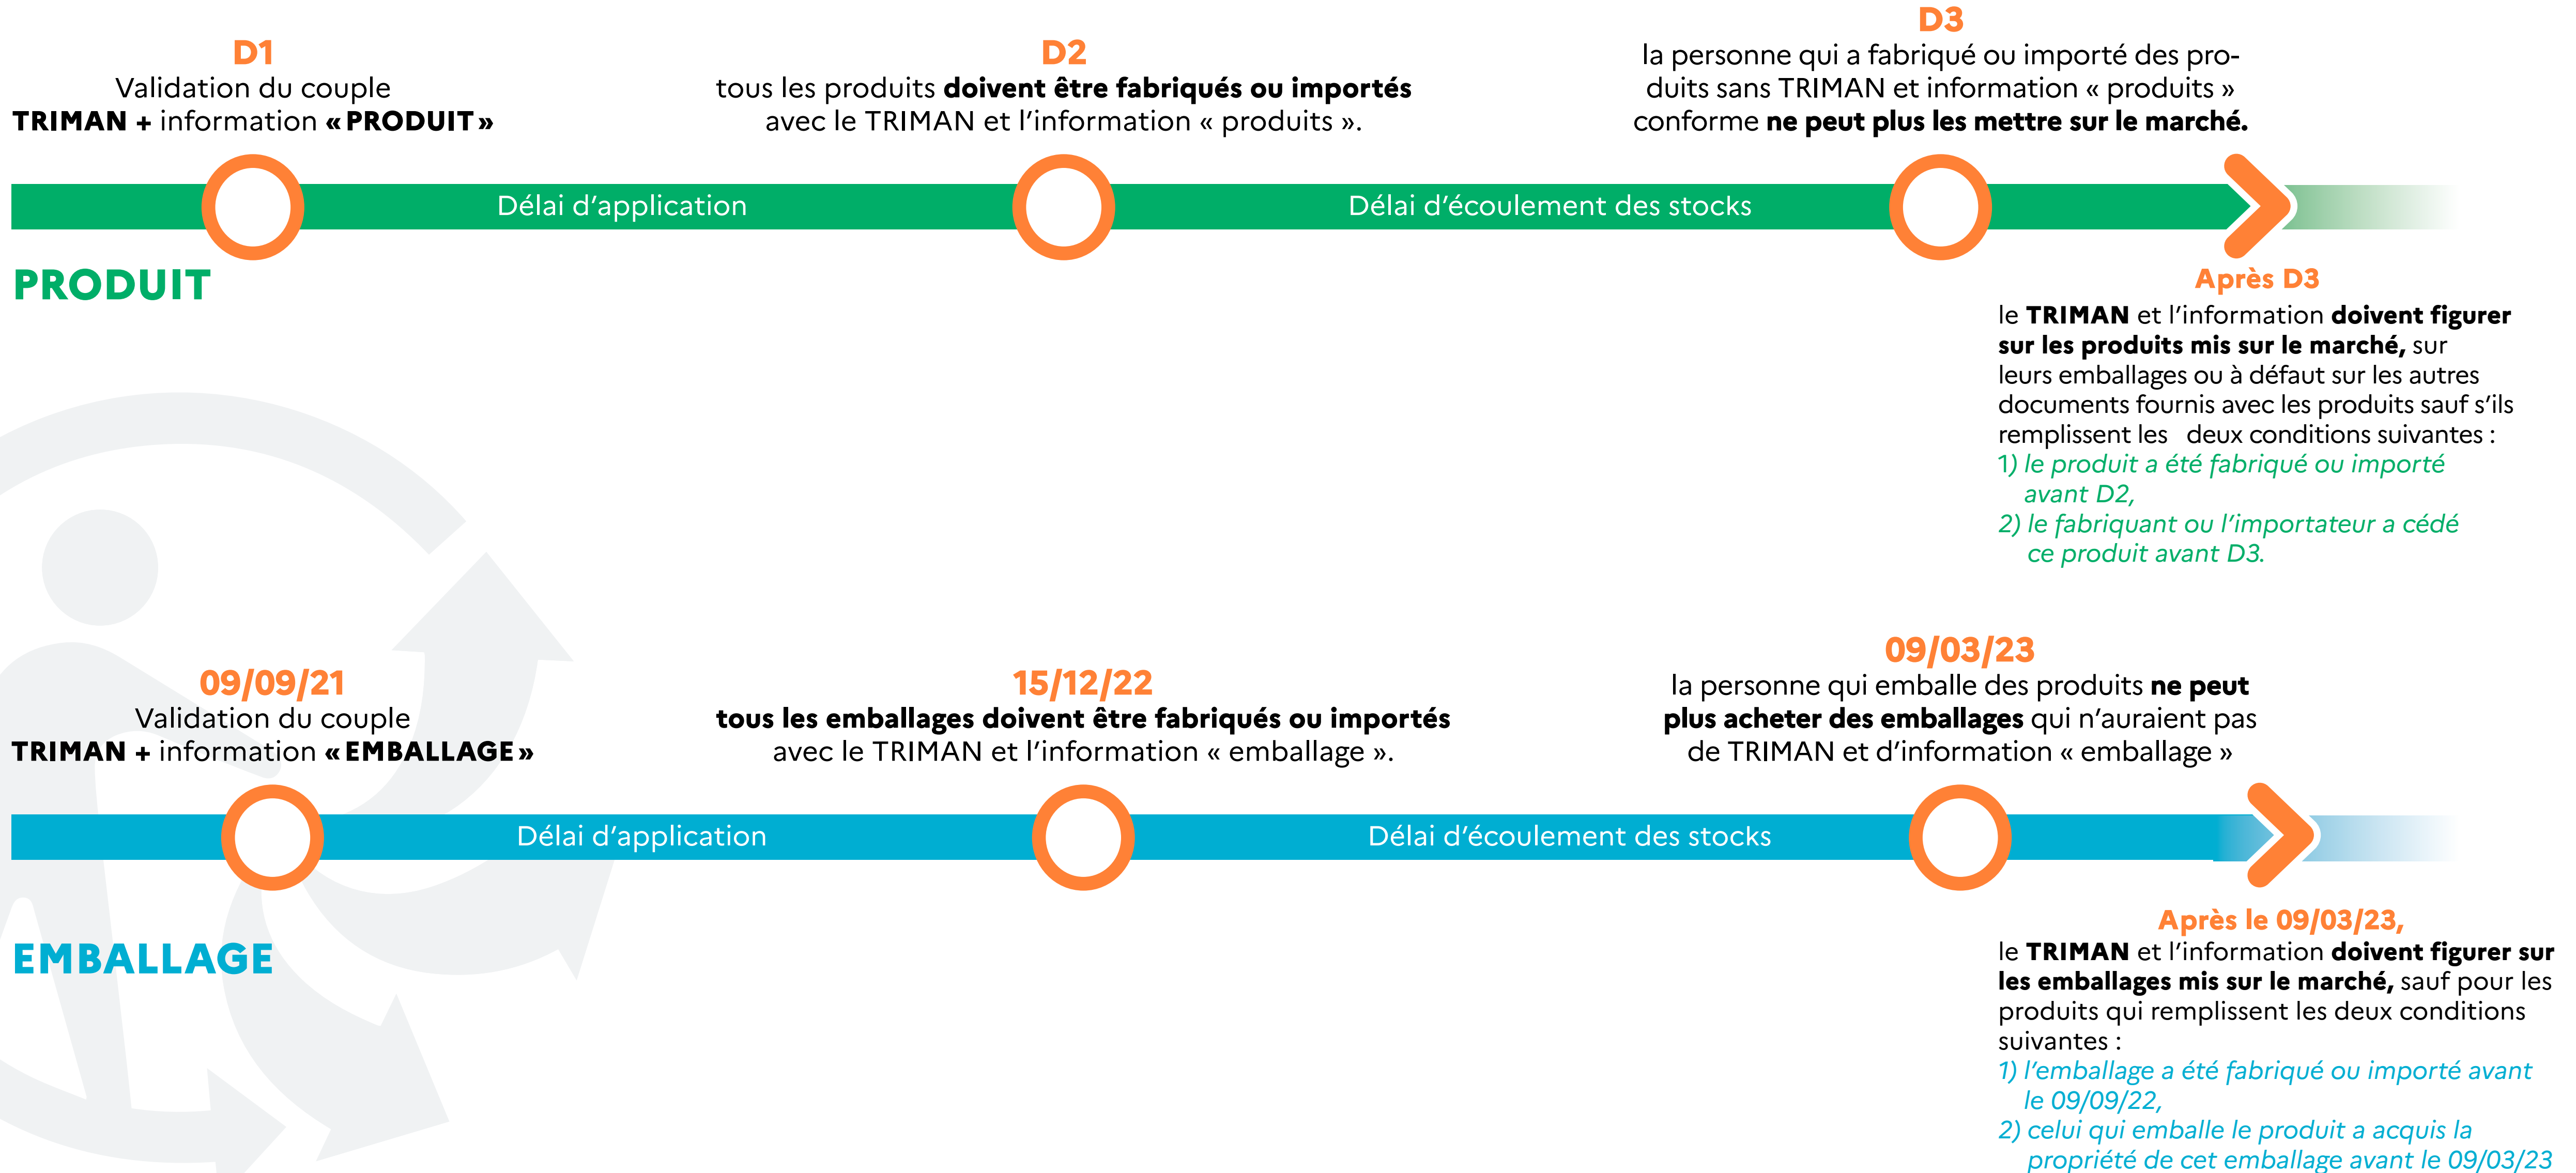 D1
Validation du couple
TRIMAN + information « PRODUIT »
D2
tous les produits doivent être fabriqués ou importés
avec le TRIMAN et l’information « produits ».
D3
la personne qui a fabriqué ou importé des pro-
duits sans TRIMAN et information « produits »
conforme ne peut plus les mettre sur le marché.
Délai d’application
Délai d’écoulement des stocks
PRODUIT
Après D3
le TRIMAN et l’information doivent figurer
sur les produits mis sur le marché, sur
leurs emballages ou à défaut sur les autres
documents fournis avec les produits sauf s’ils
remplissent les deux conditions suivantes :
1) le produit a été fabriqué ou importé
avant D2,
2) le fabriquant ou l’importateur a cédé
ce produit avant D3.
09/09/21
Validation du couple
TRIMAN + information « EMBALLAGE »
15/12/22
tous les emballages doivent être fabriqués ou importés
avec le TRIMAN et l’information « emballage ».
09/03/23
la personne qui emballe des produits ne peut
plus acheter des emballages qui n’auraient pas
de TRIMAN et d’information « emballage »
Délai d’application
Délai d’écoulement des stocks
EMBALLAGE
Après le 09/03/23,
le TRIMAN et l’information doivent figurer sur
les emballages mis sur le marché, sauf pour les
produits qui remplissent les deux conditions
suivantes :
1) l’emballage a été fabriqué ou importé avant
le 09/09/22,
2) celui qui emballe le produit a acquis la
propriété de cet emballage avant le 09/03/23